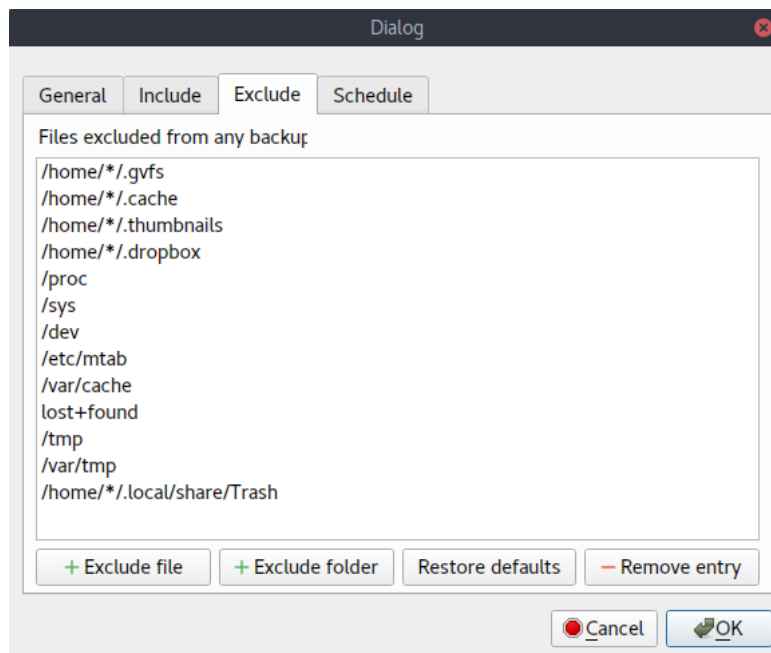 Dialog
General Include Exclude Schedule
Files excluded from any backup
/home/*/.gvfs
/home/*/.cache
/home/*/.thumbnails
/home/*/.dropbox
/proc
/sys
/dev
/etc/mtab
/var/cache
lost+found
/tmp
/var/tmp
/home/*/.local/share/Trash
+ Exclude file + Exclude folder Restore defaults − Remove entry
Cancel OK